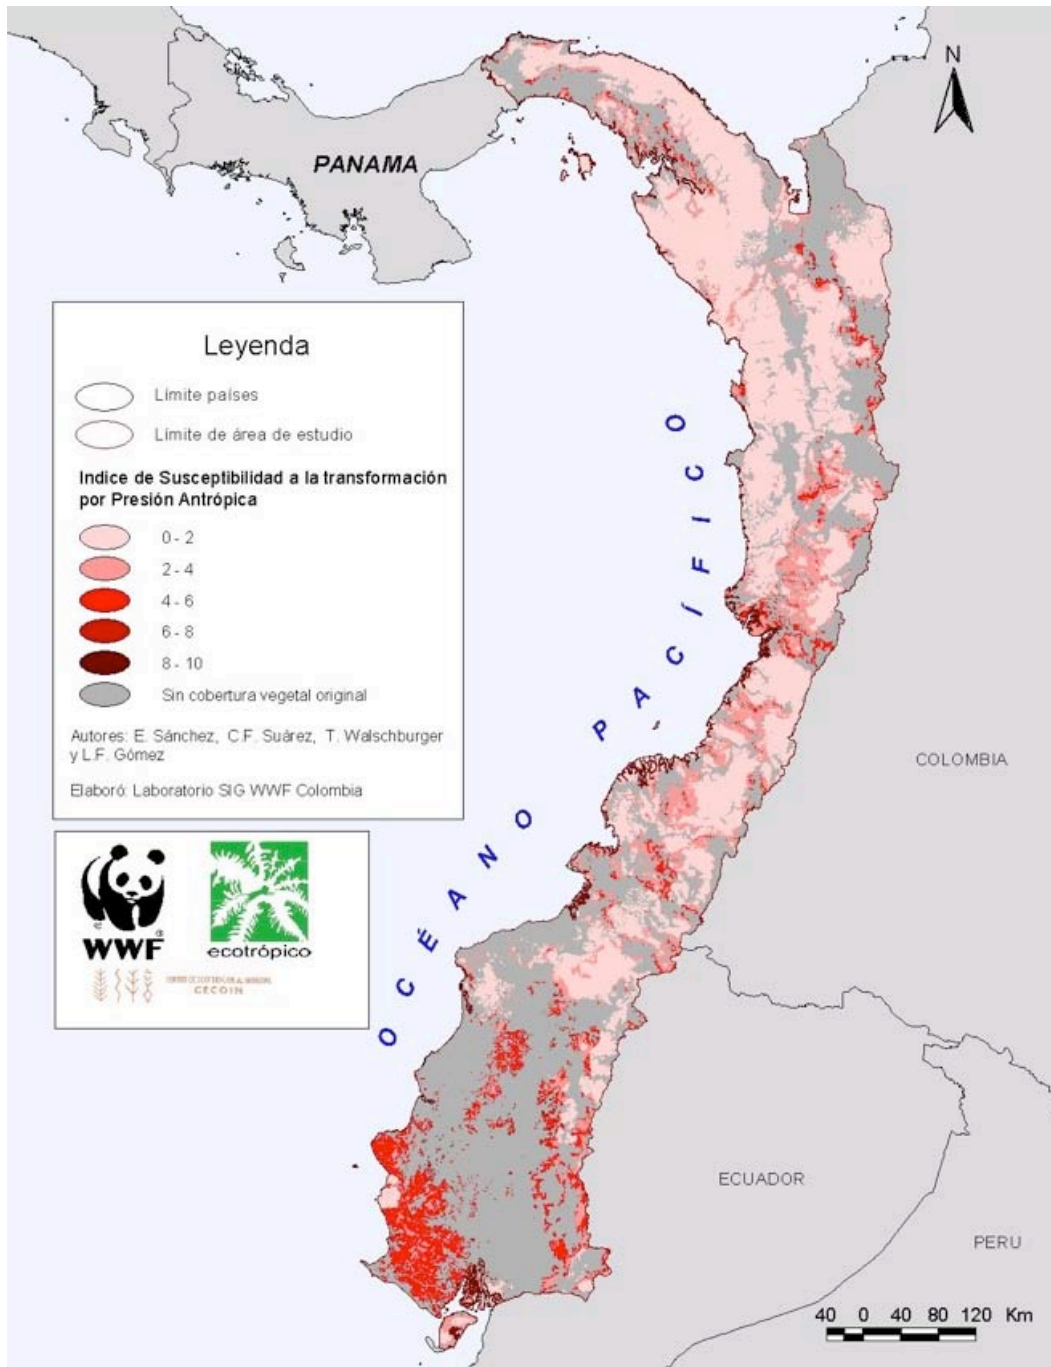 N
PANAMA
Leyenda
Límite países
Límite de área de estudio
Indice de Susceptibilidad a la transformación
por Presión Antrópica
0 - 2
2 - 4
4 - 6
6 - 8
8 - 10
Sin cobertura vegetal original
Autores: E. Sánchez, C.F. Suárez, T. Walschburger
y L.F. Gómez
Elaboró: Laboratorio SIG WWF Colombia
OCÉANO PACÍFICO
COLOMBIA
WWF
®
ecotrópico
CECOIN
ECUADOR
PERU
40 0 40 80 120 Km